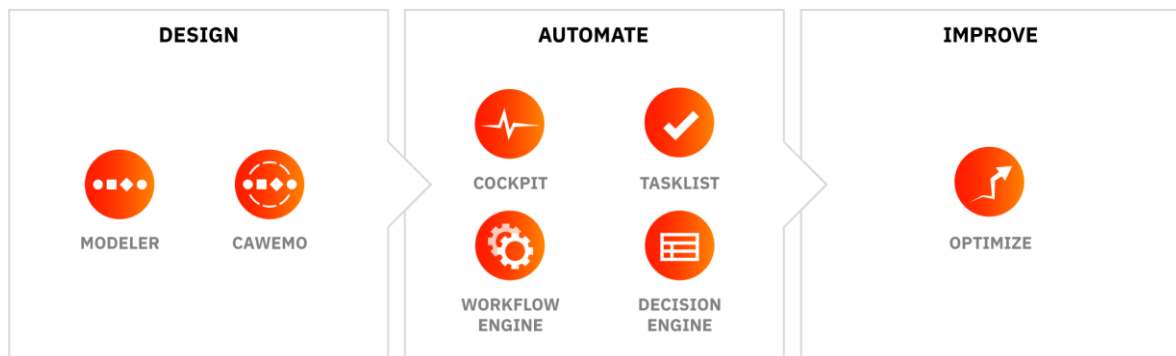 DESIGN
MODELER
CAWEMO
AUTOMATE
COCKPIT
TASKLIST
WORKFLOW
ENGINE
DECISION
ENGINE
IMPROVE
OPTIMIZE